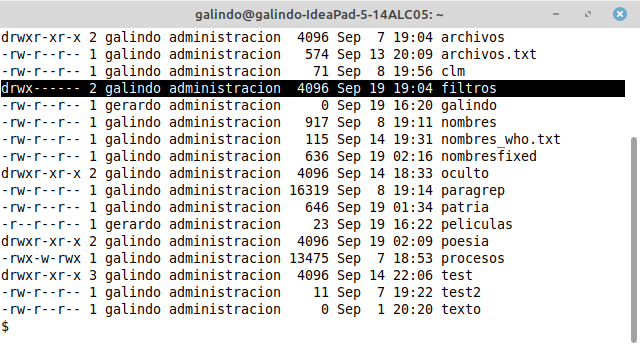 galindo@galindo-IdeaPad-5-14ALC05: ~
drwxr-xr-x 2 galindo administracion  4096 Sep  7 19:04 archivos
-rw-r--r-- 1 galindo administracion   574 Sep 13 20:09 archivos.txt
-rw-r--r-- 1 galindo administracion    71 Sep  8 19:56 clm
drwx------ 2 galindo administracion  4096 Sep 19 19:04 filtros
-rw-r--r-- 1 gerardo administracion     0 Sep 19 16:20 galindo
-rw-r--r-- 1 galindo administracion   917 Sep  8 19:11 nombres
-rw-r--r-- 1 galindo administracion   115 Sep 14 19:31 nombres_who.txt
-rw-r--r-- 1 galindo administracion   636 Sep 19 02:16 nombresfixed
drwxr-xr-x 2 galindo administracion  4096 Sep 14 18:33 oculto
-rw-r--r-- 1 galindo administracion 16319 Sep  8 19:14 paragrep
-rw-r--r-- 1 galindo administracion   646 Sep 19 01:34 patria
-r--r--r-- 1 gerardo administracion    23 Sep 19 16:22 peliculas
drwxr-xr-x 2 galindo administracion  4096 Sep 19 02:09 poesia
-rwx-w-rwx 1 galindo administracion 13475 Sep  7 18:53 procesos
drwxr-xr-x 3 galindo administracion  4096 Sep 14 22:06 test
-rw-r--r-- 1 galindo administracion    11 Sep  7 19:22 test2
-rw-r--r-- 1 galindo administracion     0 Sep  1 20:20 texto
$